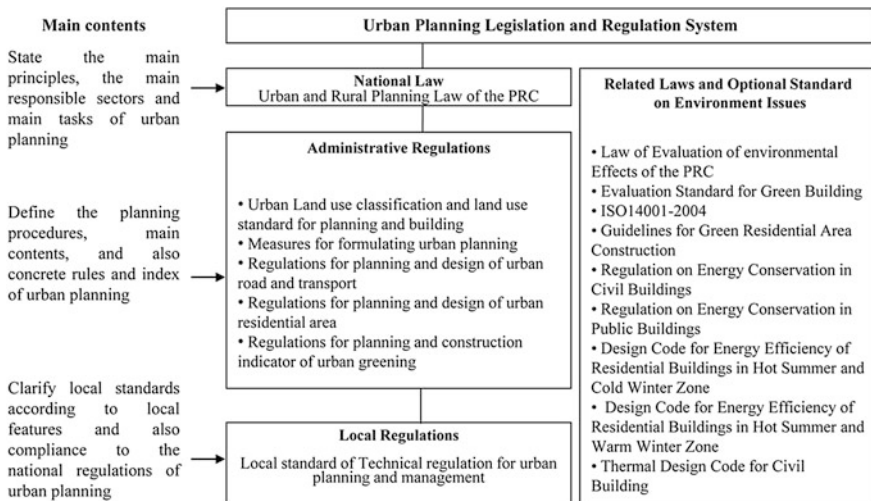 Main contents
State the main
principles, the main
responsible sectors and
main tasks of urban
planning
Define the planning
procedures, main
contents, and also
concrete rules and index
of urban planning
Clarify local standards
according to local
features and also
compliance to the
national regulations of
urban planning
Urban Planning Legislation and Regulation System
National Law
Urban and Rural Planning Law of the PRC
Administrative Regulations
• Urban Land use classification and land use
standard for planning and building
• Measures for formulating urban planning
• Regulations for planning and design of urban
road and transport
• Regulations for planning and design of urban
residential area
• Regulations for planning and construction
indicator of urban greening
Local Regulations
Local standard of Technical regulation for urban
planning and management
Related Laws and Optional Standard
on Environment Issues
• Law of Evaluation of environmental
Effects of the PRC
• Evaluation Standard for Green Building
• ISO14001-2004
• Guidelines for Green Residential Area
Construction
• Regulation on Energy Conservation in
Civil Buildings
• Regulation on Energy Conservation in
Public Buildings
• Design Code for Energy Efficiency of
Residential Buildings in Hot Summer and
Cold Winter Zone
• Design Code for Energy Efficiency of
Residential Buildings in Hot Summer and
Warm Winter Zone
• Thermal Design Code for Civil
Building